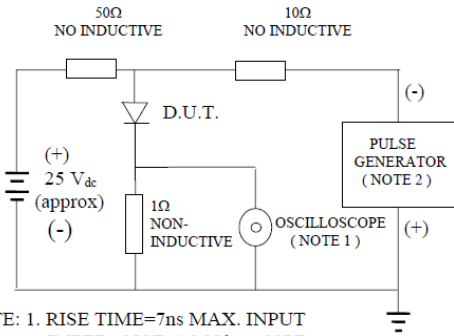 50Ω
NO INDUCTIVE
10Ω
NO INDUCTIVE
(-)
D.U.T.
PULSE
GENERATOR
( NOTE 2 )
(+)
25 Vdc
(approx)
(-)
1Ω
NON-
INDUCTIVE
OSCILLOSCOPE
( NOTE 1 )
(+)
TE: 1. RISE TIME=7ns MAX. INPUT